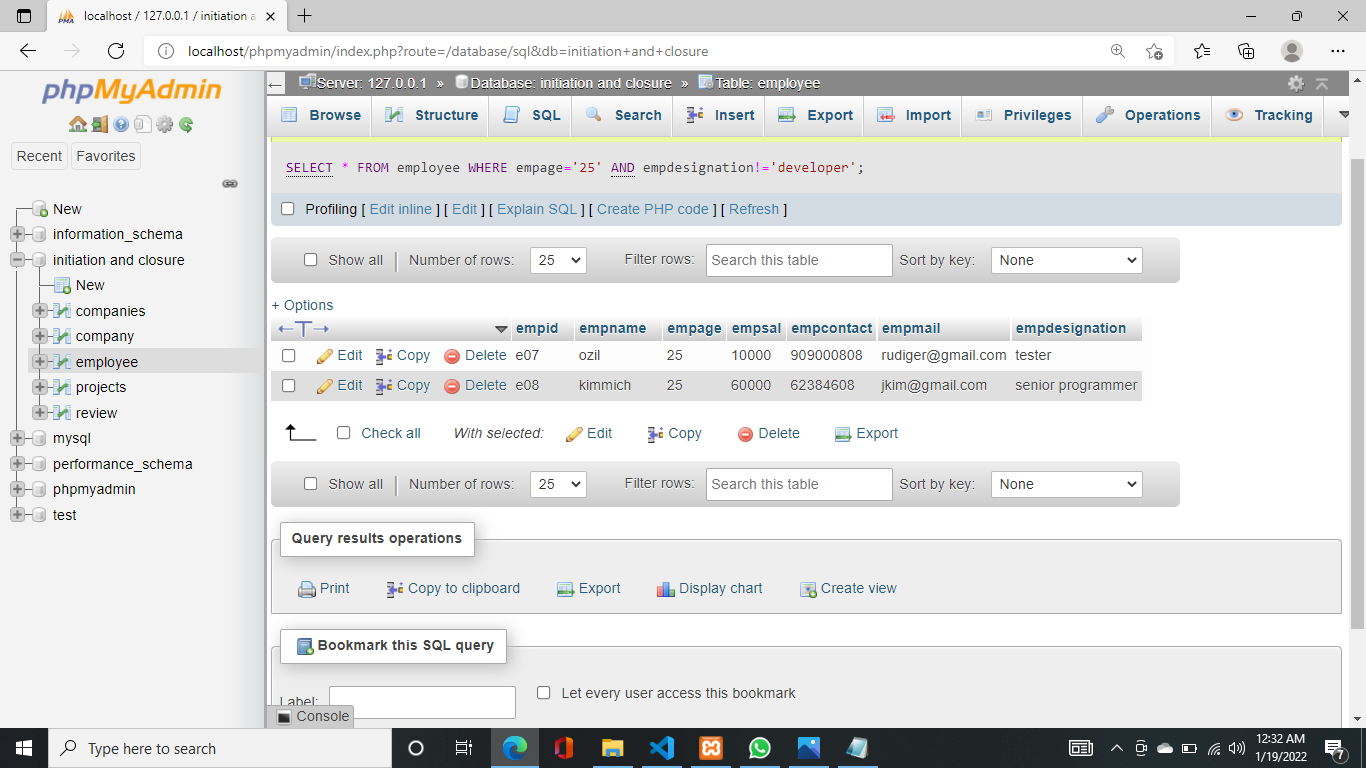 localhost / 127.0.0.1 / initiation a
localhost/phpmyadmin/index.php?route=/database/sql&db=initiation+and+closure
phpMyAdmin
Recent Favorites
New
information_schema
initiation and closure
New
companies
company
employee
projects
review
mysql
performance_schema
phpmyadmin
test
Server: 127.0.0.1 » Database: initiation and closure » Table: employee
Browse Structure SQL Search Insert Export Import Privileges Operations Tracking
SELECT * FROM employee WHERE empage='25' AND empdesignation!='developer';
Profiling [ Edit inline ] [ Edit ] [ Explain SQL ] [ Create PHP code ] [ Refresh ]
Show all | Number of rows: 25 Filter rows: Search this table Sort by key: None
+ Options
←T→ empid empname empage empsal empcontact empmail empdesignation
Edit Copy Delete e07 ozil 25 10000 909000808 rudiger@gmail.com tester
Edit Copy Delete e08 kimmich 25 60000 62384608 jkim@gmail.com senior programmer
Check all With selected: Edit Copy Delete Export
Show all | Number of rows: 25 Filter rows: Search this table Sort by key: None
Query results operations
Print Copy to clipboard Export Display chart Create view
Bookmark this SQL query
Label: Let every user access this bookmark
Console
Type here to search
12:32 AM
1/19/2022
7